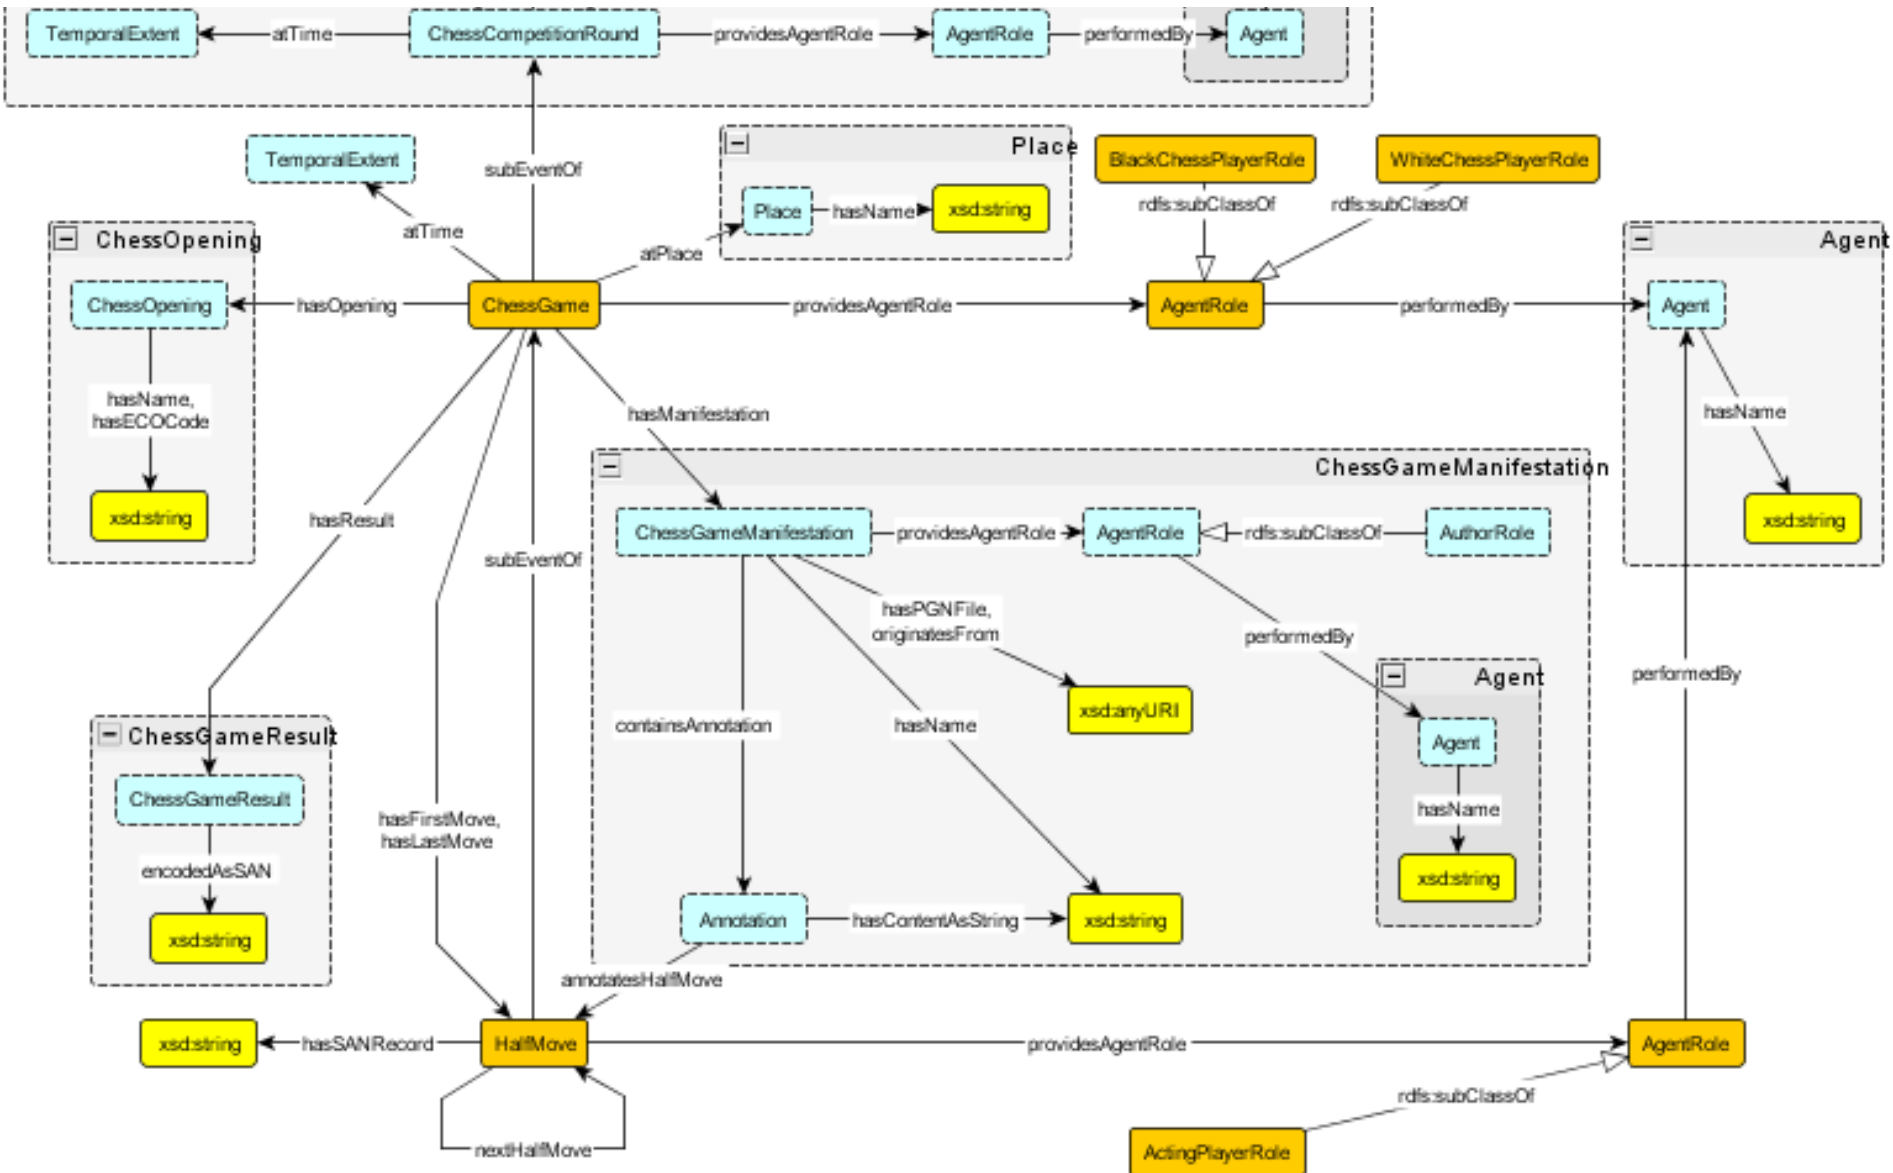 TemporalExtent
atTime
ChessCompetitionRound
providesAgentRole
AgentRole
performedBy
Agent
TemporalExtent
subEventOf
Place
BlackChessPlayerRole
WhiteChessPlayerRole
Place
hasName
xsd:string
rdfs:subClassOf
rdfs:subClassOf
atTime
atPlace
ChessOpening
Agent
ChessOpening
hasOpening
ChessGame
providesAgentRole
AgentRole
performedBy
Agent
hasName,
hasECOCode
hasManifestation
hasName
xsd:string
ChessGameManifestation
hasResult
xsd:string
ChessGameManifestation
providesAgentRole
AgentRole
rdfs:subClassOf
AuthorRole
subEventOf
hasPGNFile,
originatesFrom
performedBy
performedBy
Agent
xsd:anyURI
containsAnnotation
hasName
ChessGameResult
Agent
ChessGameResult
hasFirstMove,
hasLastMove
hasName
encodedAsSAN
xsd:string
xsd:string
Annotation
hasContentAsString
xsd:string
annotatesHalfMove
xsd:string
hasSANRecord
HalfMove
providesAgentRole
AgentRole
rdfs:subClassOf
nextHalfMove
ActingPlayerRole